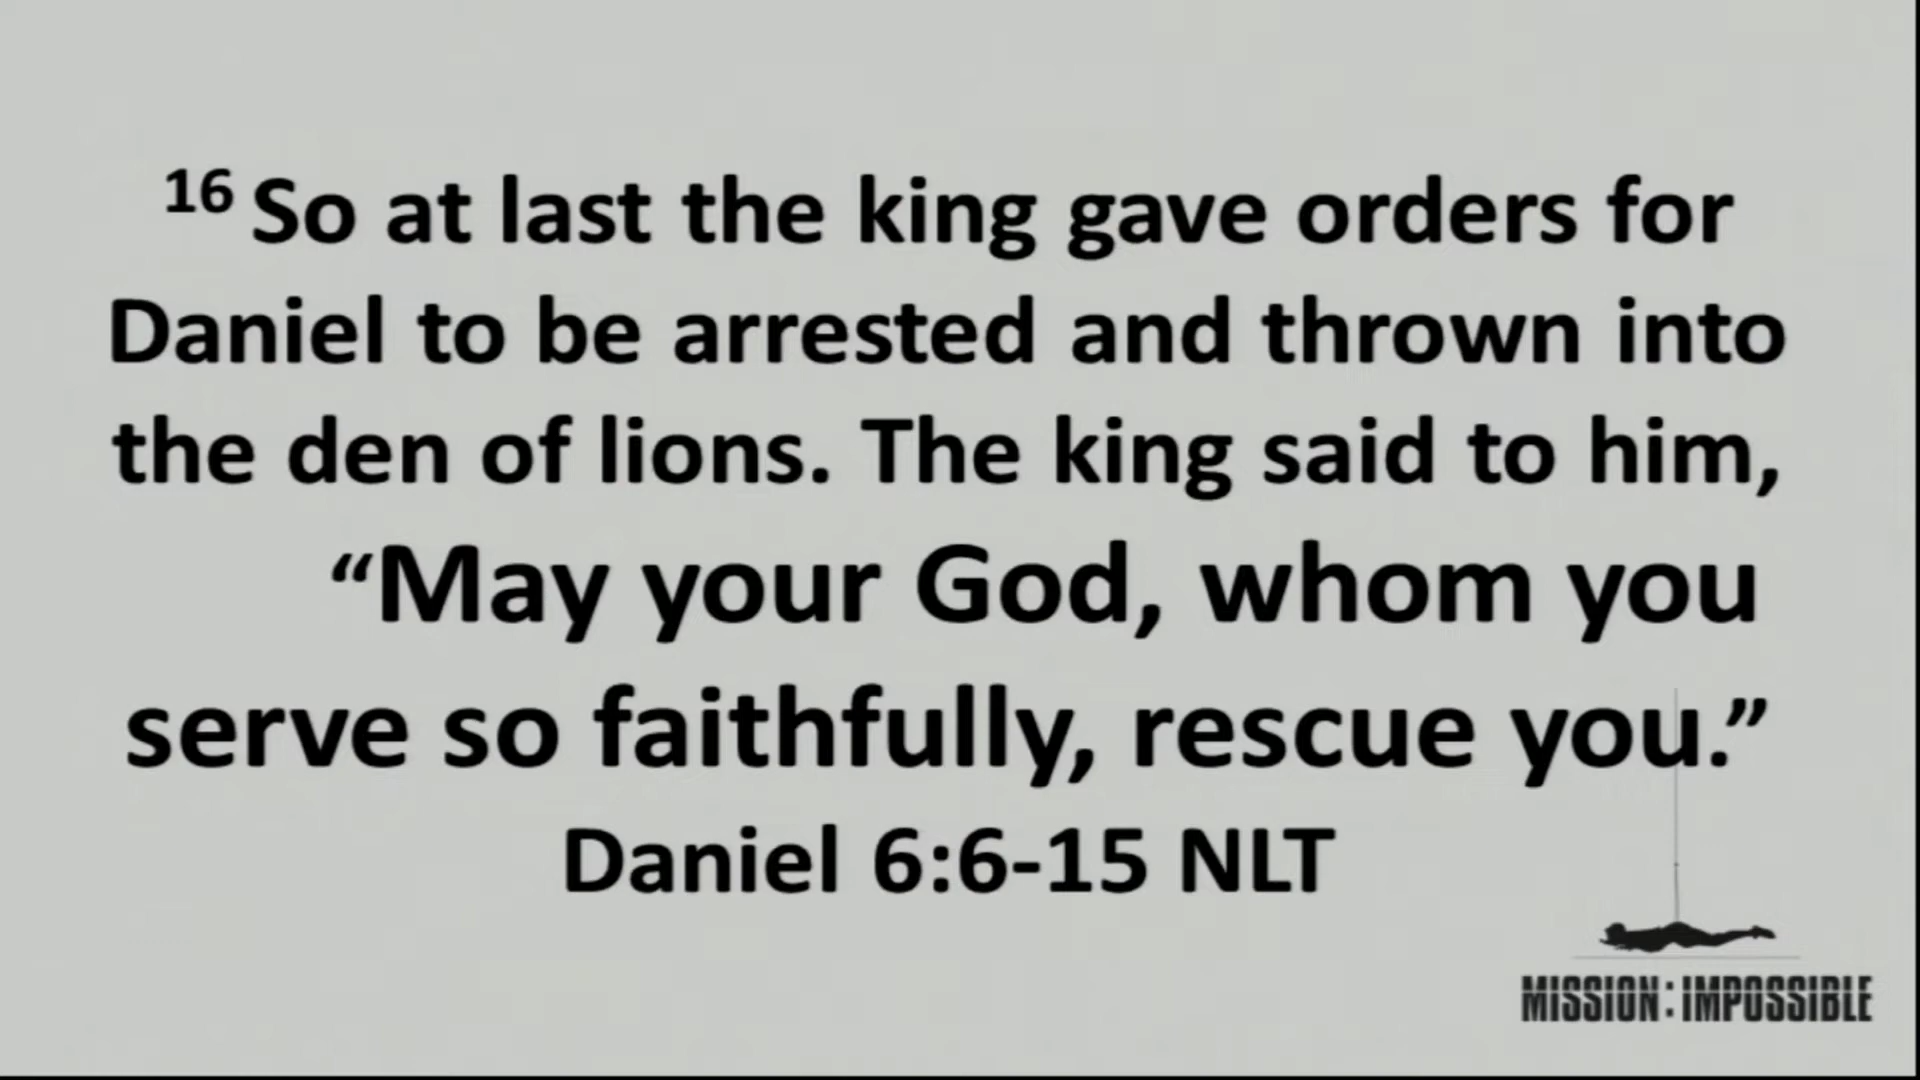 16 So at last the king gave orders for
Daniel to be arrested and thrown into
the den of lions. The king said to him,
“May your God, whom you
serve so faithfully, rescue you.”
Daniel 6:6-15 NLT
MISSION:IMPOSSIBLE